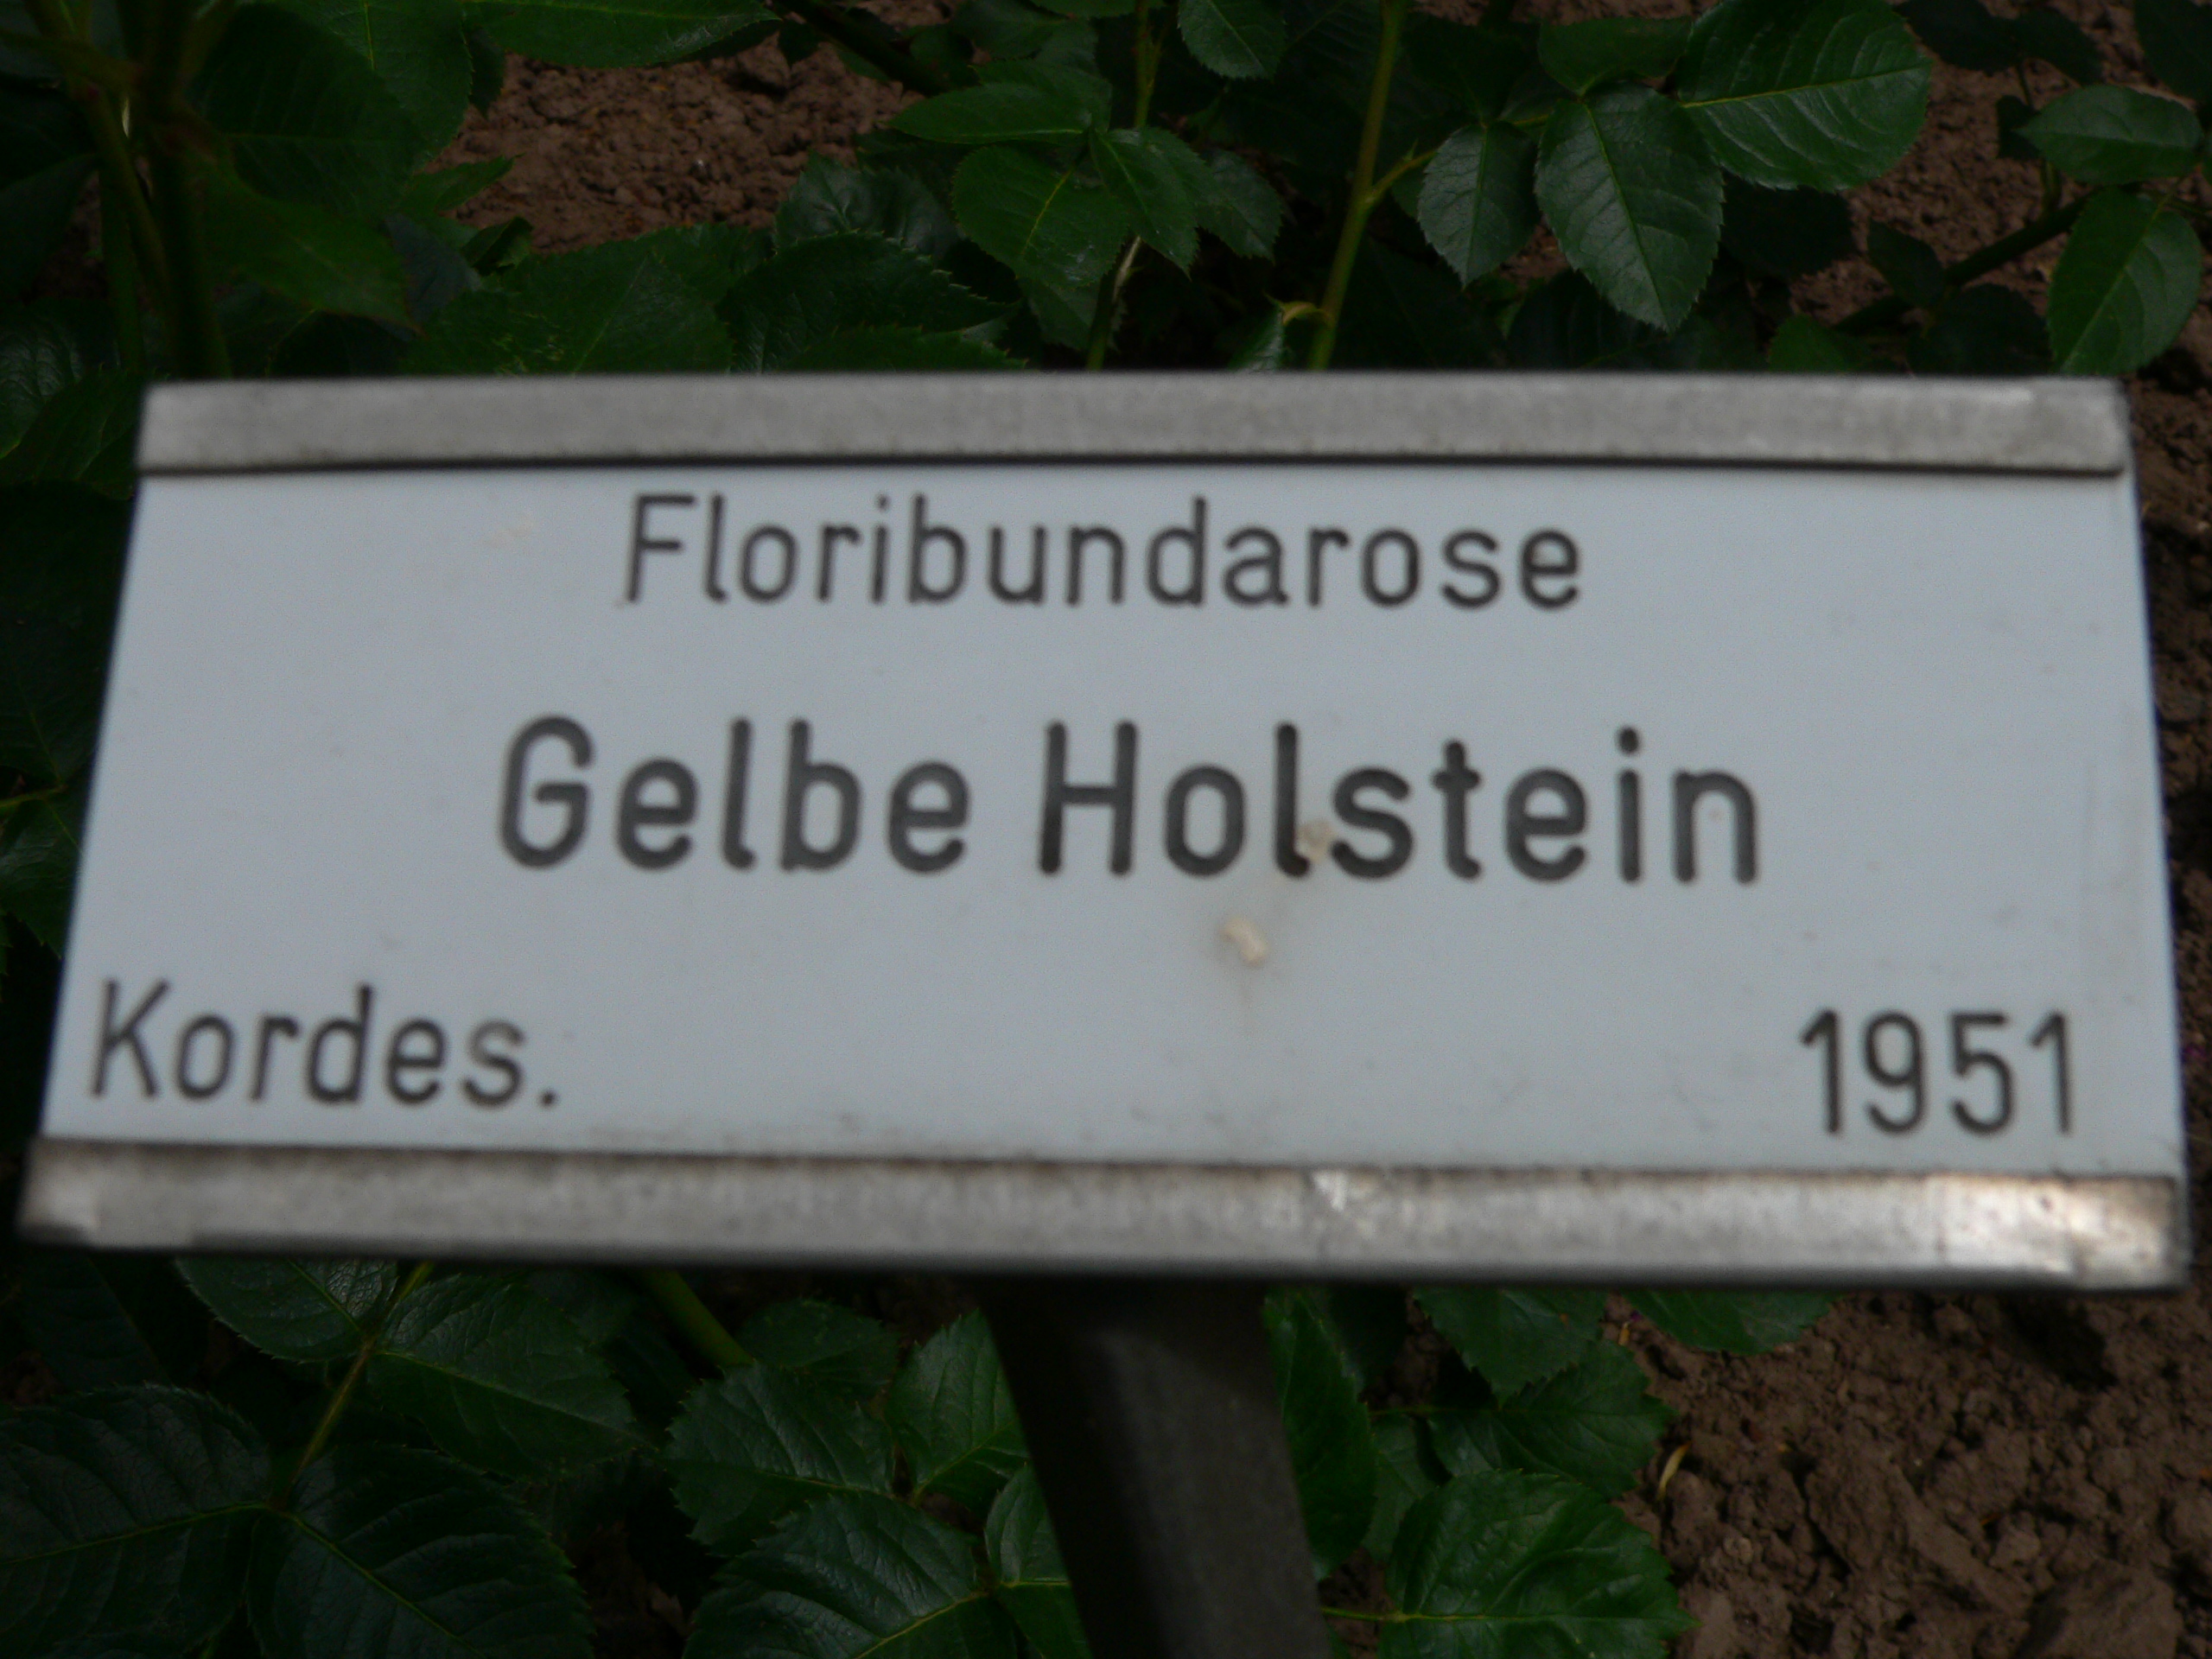 Floribundarose
Gelbe Holstein
Kordes. 1951